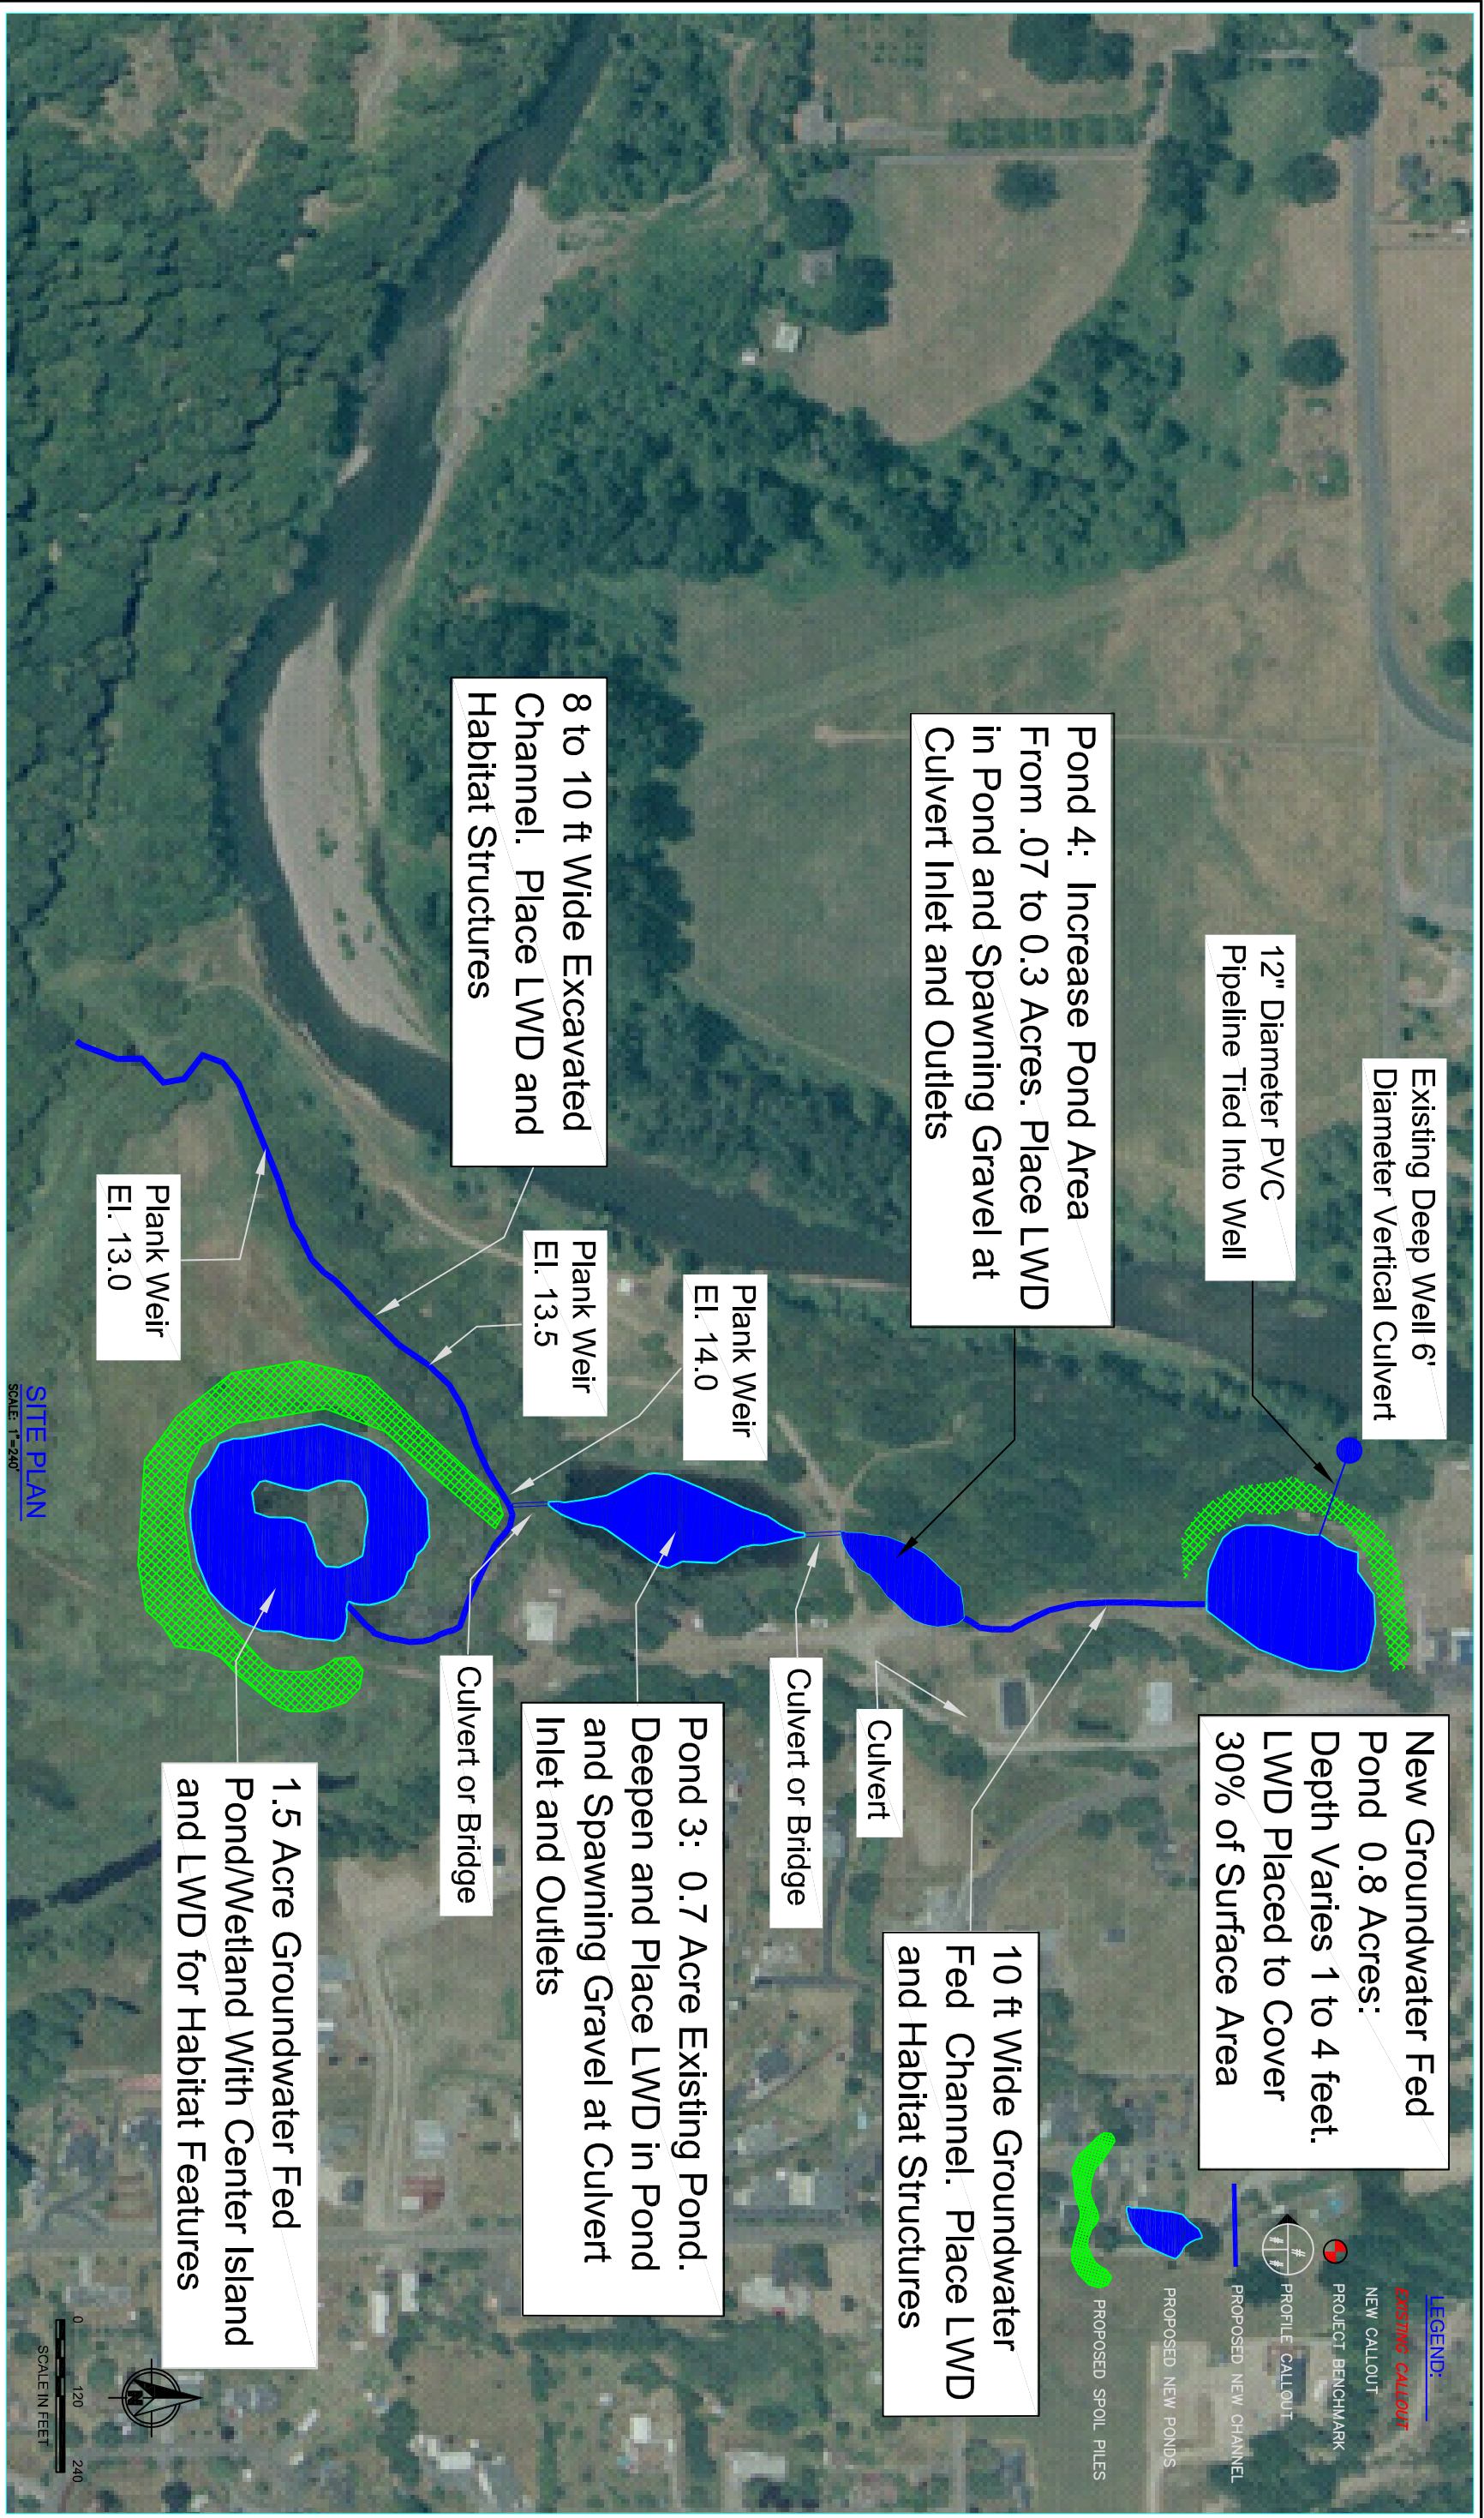 Existing Deep Well 6'
Diameter Vertical Culvert
12" Diameter PVC
Pipeline Tied Into Well
Pond 4: Increase Pond Area
From .07 to 0.3 Acres. Place LWD
in Pond and Spawning Gravel at
Culvert Inlet and Outlets
8 to 10 ft Wide Excavated
Channel. Place LWD and
Habitat Structures
Plank Weir
El. 14.0
Plank Weir
El. 13.5
Plank Weir
El. 13.0
New Groundwater Fed
Pond 0.8 Acres:
Depth Varies 1 to 4 feet.
LWD Placed to Cover
30% of Surface Area
10 ft Wide Groundwater
Fed Channel. Place LWD
and Habitat Structures
Culvert
Culvert or Bridge
Pond 3: 0.7 Acre Existing Pond.
Deepen and Place LWD in Pond
and Spawning Gravel at Culvert
Inlet and Outlets
Culvert or Bridge
1.5 Acre Groundwater Fed
Pond/Wetland With Center Island
and LWD for Habitat Features
LEGEND:
EXISTING CALLOUT
NEW CALLOUT
PROJECT BENCHMARK
# # #
PROFILE CALLOUT
PROPOSED NEW CHANNEL
PROPOSED NEW PONDS
PROPOSED SPOIL PILES
N
0 120 240
SCALE IN FEET
SITE PLAN
SCALE: 1"=240'